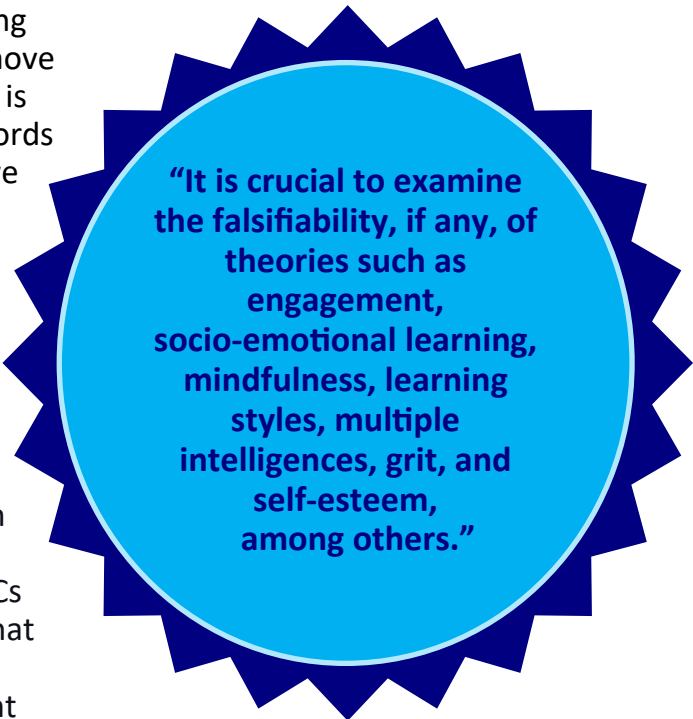 ng
nove
is
ords
e
“It is crucial to examine
the falsifiability, if any, of
theories such as
engagement,
socio-emotional learning,
mindfulness, learning
styles, multiple
intelligences, grit, and
self-esteem,
among others.”
n
Cs
hat
nt